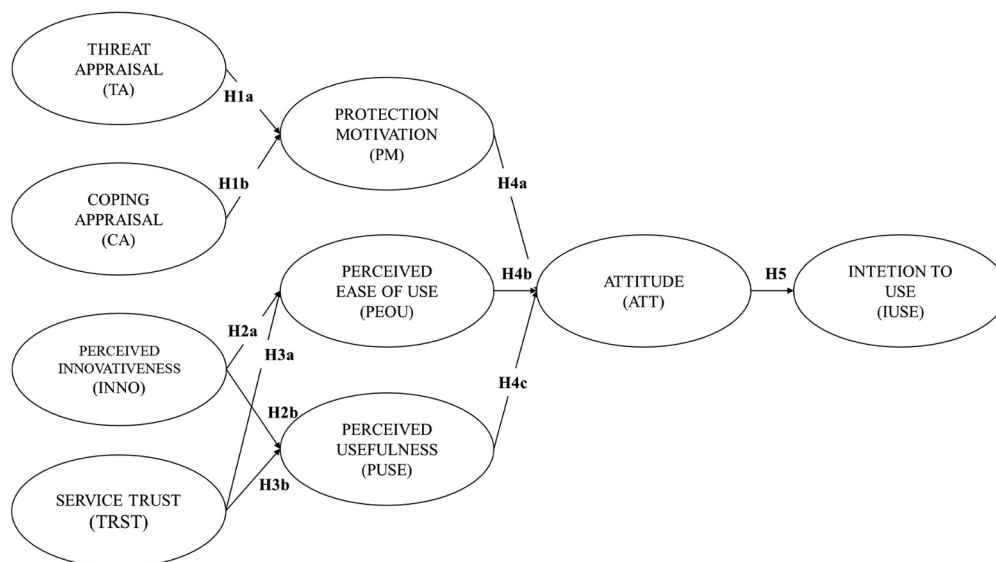 THREAT
APPRAISAL
(TA)
H1a
PROTECTION
MOTIVATION
(PM)
H1b
COPING
APPRAISAL
(CA)
H4a
PERCEIVED
EASE OF USE
(PEOU)
H4b
ATTITUDE
(ATT)
H5
INTETION TO
USE
(IUSE)
H2a
H3a
PERCEIVED
INNOVATIVENESS
(INNO)
H4c
H2b
PERCEIVED
USEFULNESS
(PUSE)
H3b
SERVICE TRUST
(TRST)